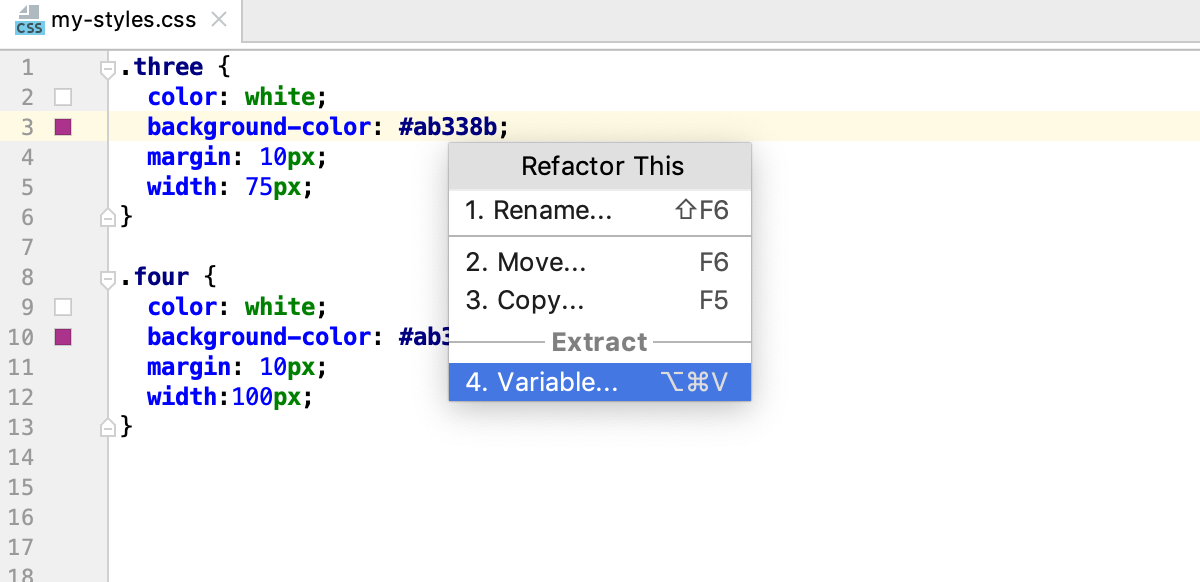 CSS my-styles.css
1 .three {
2 color: white;
3 background-color: #ab338b;
4 margin: 10px;
5 width: 75px;
6 }
7
8 .four {
9 color: white;
10 background-color: #ab3
11 margin: 10px;
12 width:100px;
13 }
14
15
16
17
18
Refactor This
1. Rename... ⇧F6
2. Move... F6
3. Copy... F5
Extract
4. Variable... ⌥⌘V